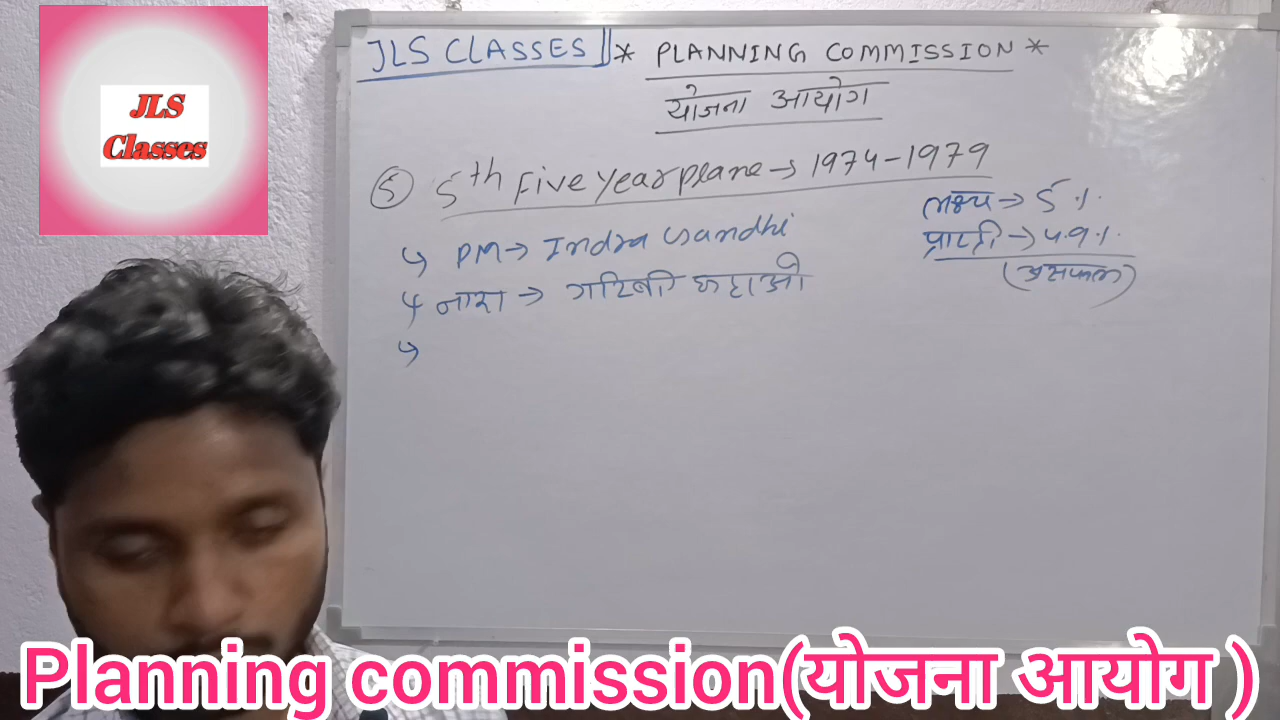 JLS
Classes
JLS CLASSES || * PLANNING COMMISSION *
योजना आयोग
⑤ 5th Five year plane → 1974-1979
लक्ष्य → 5%
↳ PM → Indra Gandhi
प्राप्ती → 4.9%
(असफल)
↳ नारा → गरिबी हटाओ
↳
Planning commission(योजना आयोग )